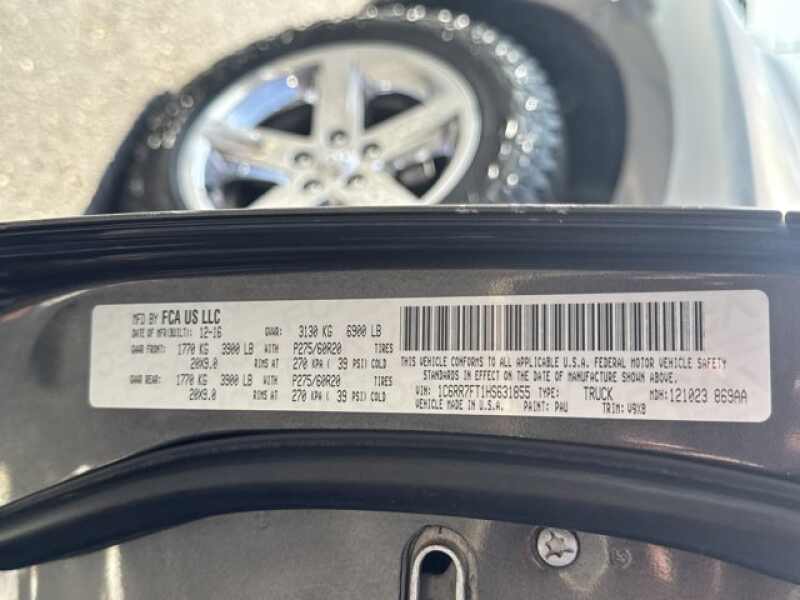 MFD BY FCA US LLC
DATE OF MFR(BUILT): 12-16 GVWR: 3130 KG 6900 LB
GAWR FRONT: 1770 KG 3900 LB WITH P275/60R20 TIRES
20X9.0 RIMS AT 270 KPA ( 39 PSI) COLD
GAWR REAR: 1770 KG 3900 LB WITH P275/60R20 TIRES
20X9.0 RIMS AT 270 KPA ( 39 PSI) COLD
THIS VEHICLE CONFORMS TO ALL APPLICABLE U.S.A. FEDERAL MOTOR VEHICLE SAFETY
STANDARDS IN EFFECT ON THE DATE OF MANUFACTURE SHOWN ABOVE.
VIN: 1C6RR7FT1HS631855 TYPE: TRUCK MDH: 121023 869AA
VEHICLE MADE IN U.S.A. PAINT: PAU TRIM: V9X8